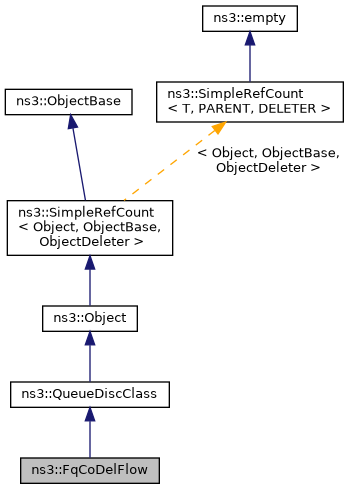 ns3::empty
ns3::SimpleRefCount
< T, PARENT, DELETER >
ns3::ObjectBase
< Object, ObjectBase,
ObjectDeleter >
ns3::SimpleRefCount
< Object, ObjectBase,
ObjectDeleter >
ns3::Object
ns3::QueueDiscClass
ns3::FqCoDelFlow